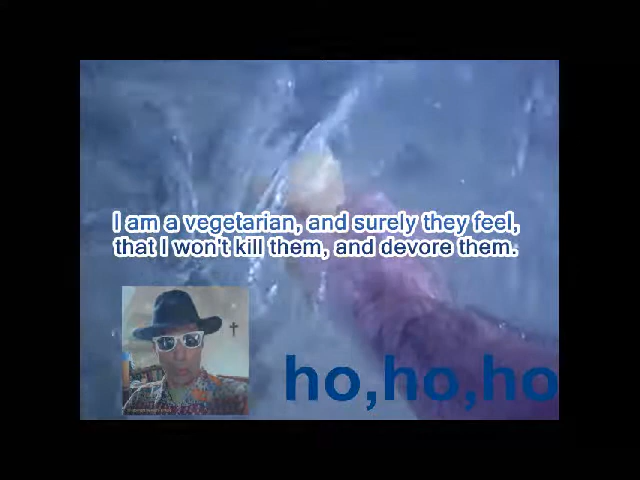 I am a vegetarian, and surely they feel,
that I won't kill them, and devore them.
ho,ho,ho